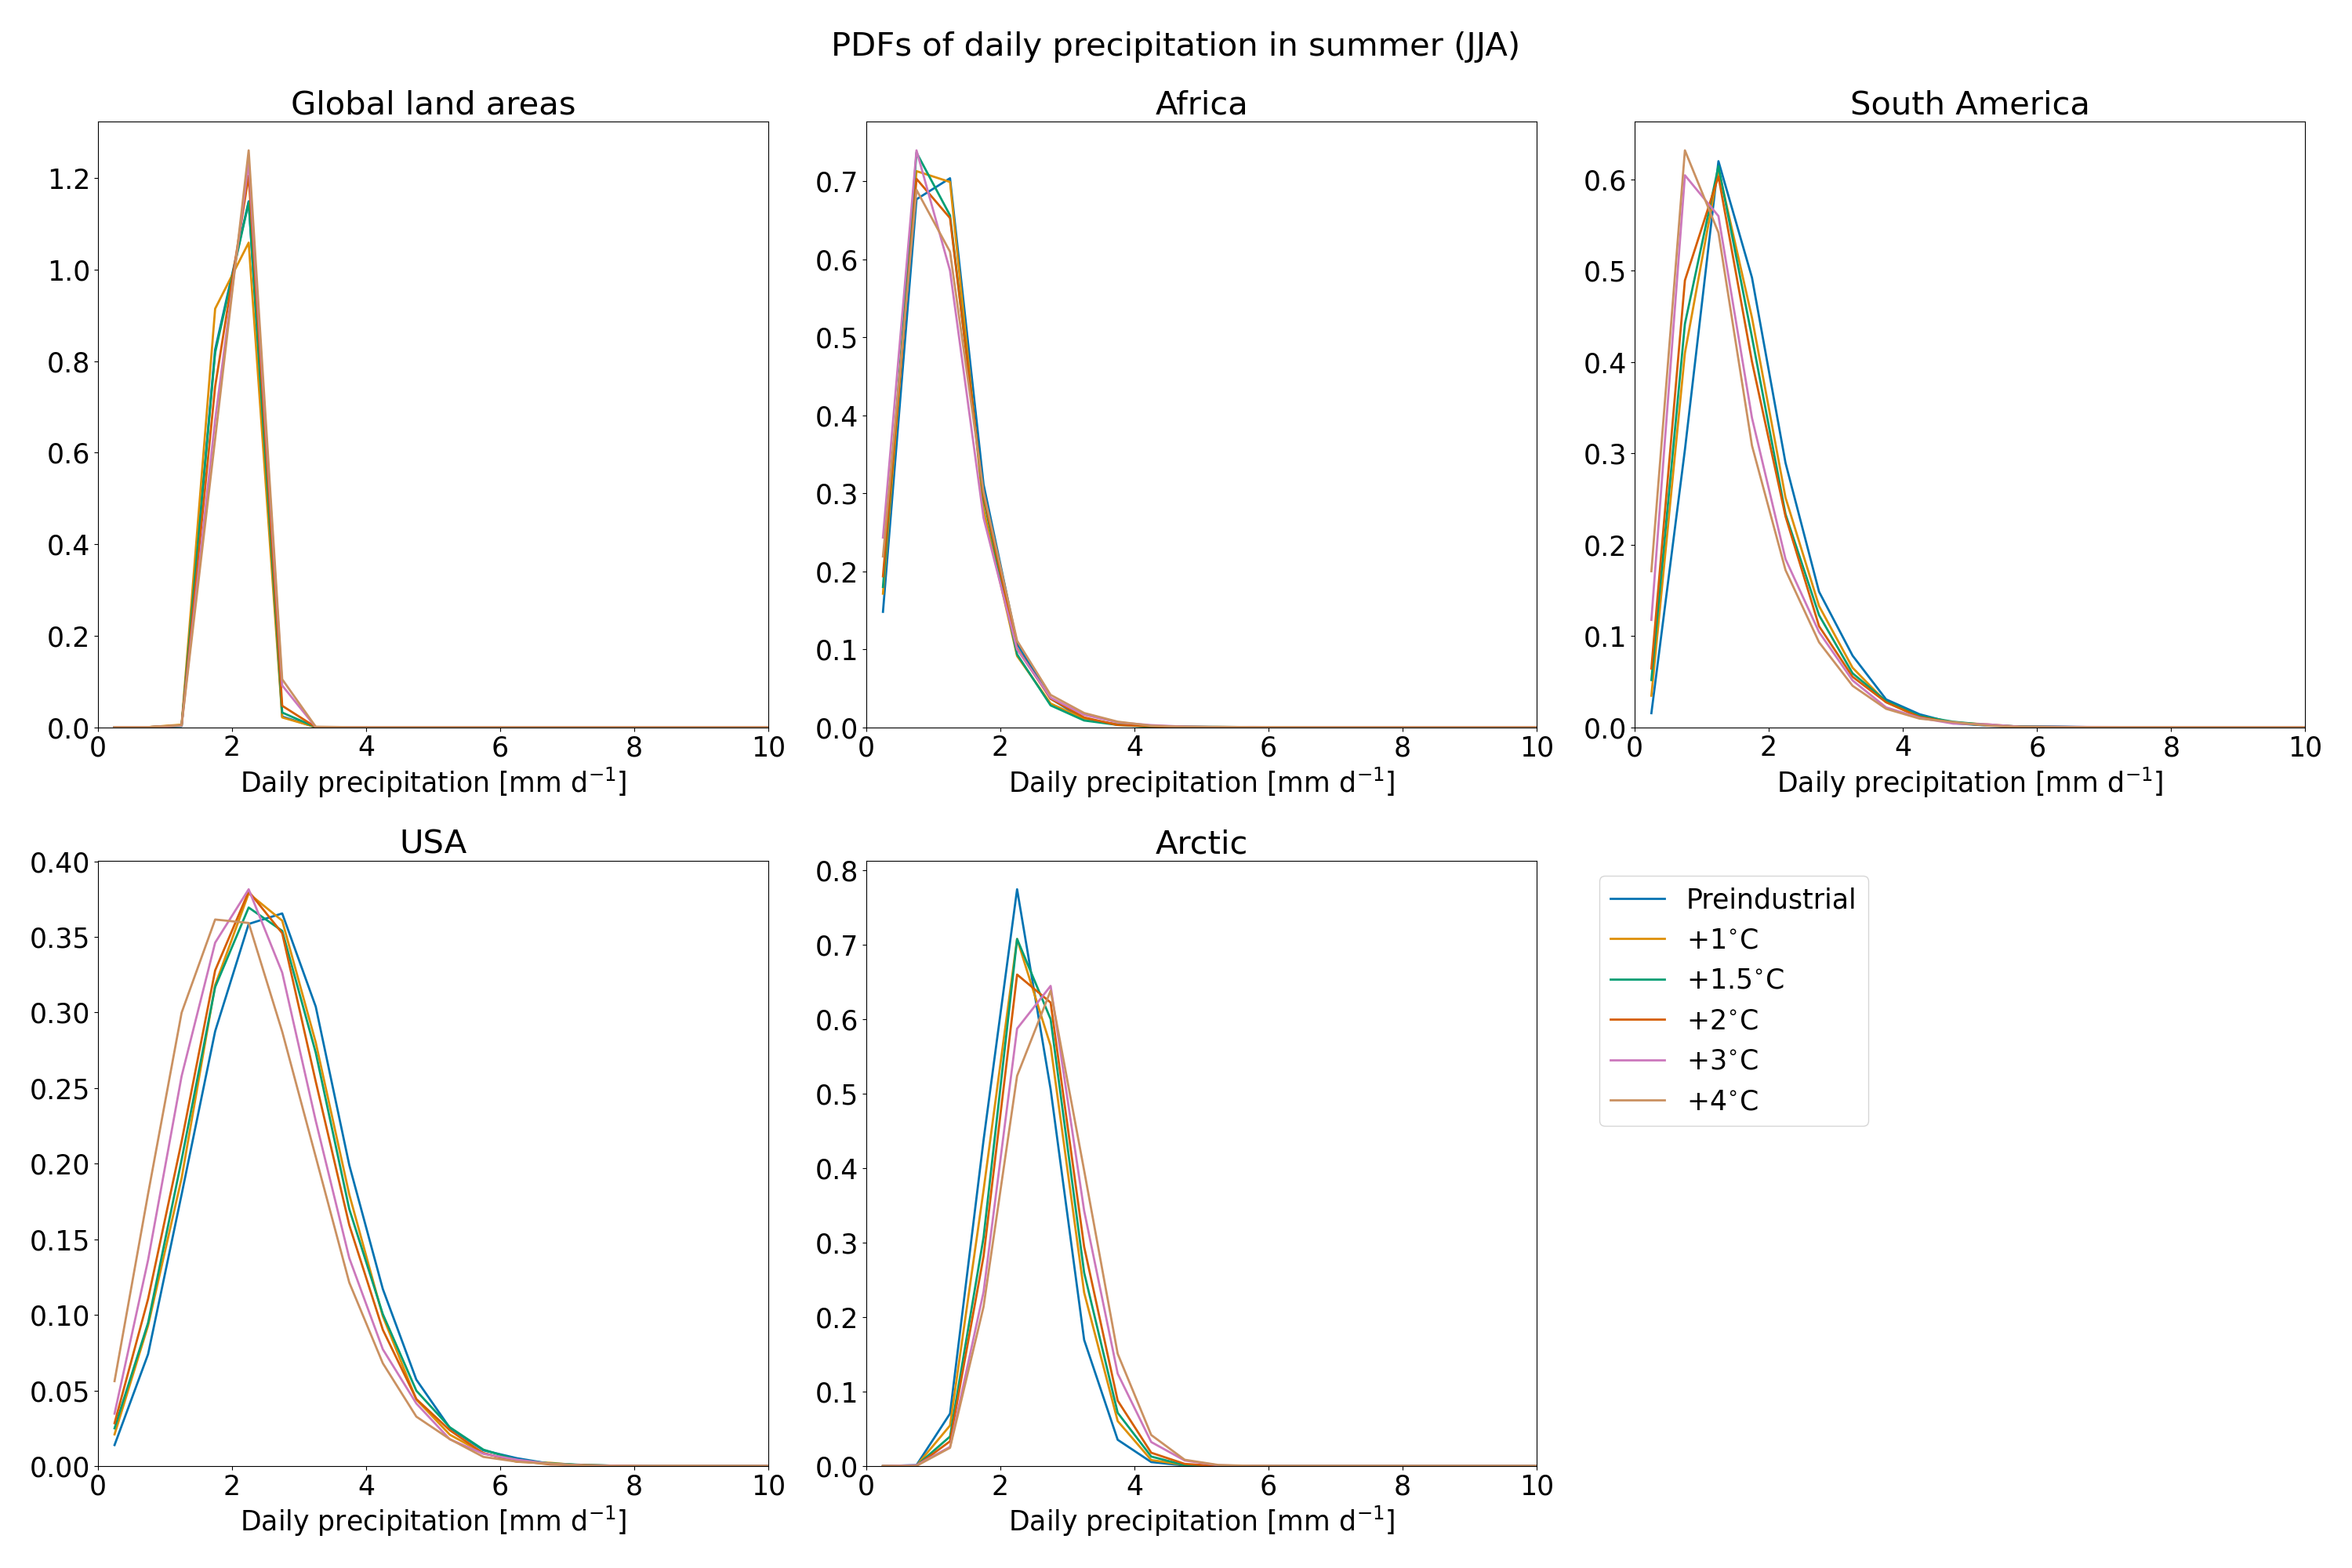 PDFs of daily precipitation in summer (JJA)
Global land areas
1.2
1.0
0.8
0.6
0.4
0.2
0.0
0 2 4 6 8 10
Daily precipitation [mm d⁻¹]
Africa
0.7
0.6
0.5
0.4
0.3
0.2
0.1
0.0
0 2 4 6 8 10
Daily precipitation [mm d⁻¹]
South America
0.6
0.5
0.4
0.3
0.2
0.1
0.0
0 2 4 6 8 10
Daily precipitation [mm d⁻¹]
USA
0.40
0.35
0.30
0.25
0.20
0.15
0.10
0.05
0.00
0 2 4 6 8 10
Daily precipitation [mm d⁻¹]
Arctic
0.8
0.7
0.6
0.5
0.4
0.3
0.2
0.1
0.0
0 2 4 6 8 10
Daily precipitation [mm d⁻¹]
Preindustrial
+1°C
+1.5°C
+2°C
+3°C
+4°C